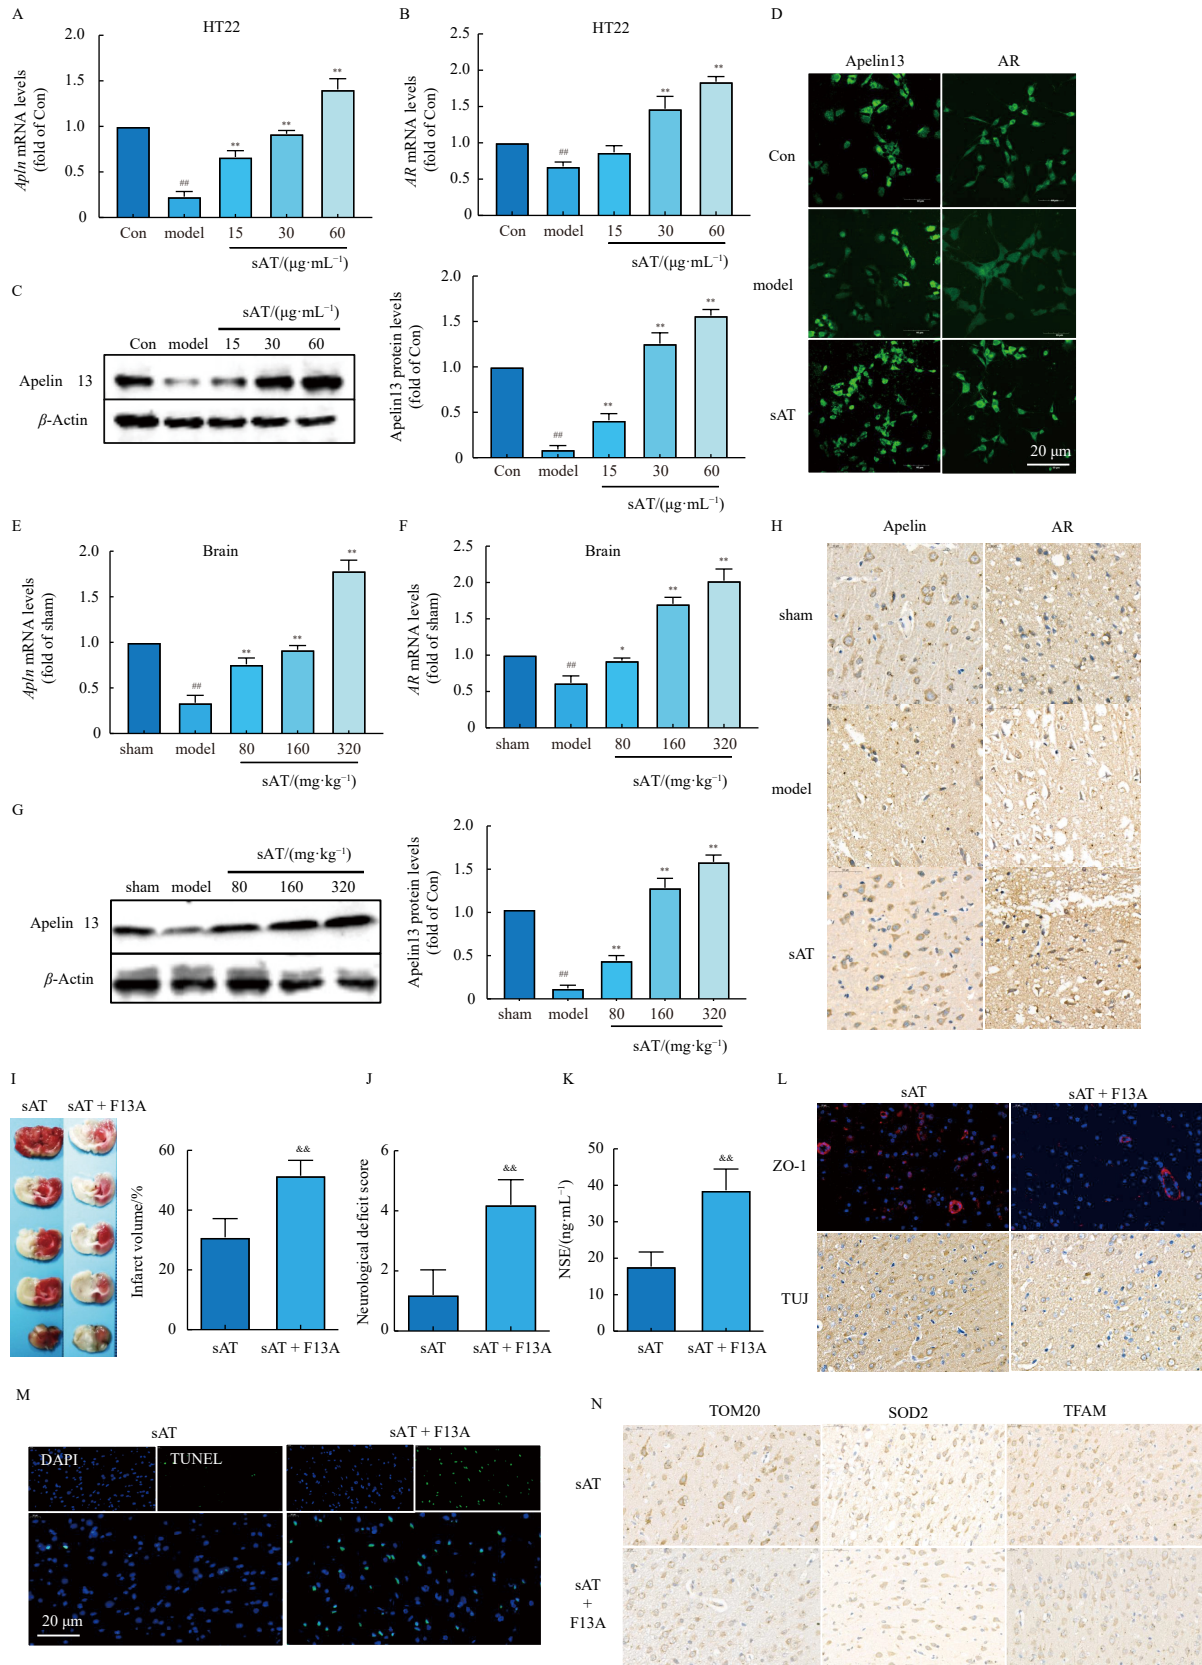 A
HT22
Apln mRNA levels
(fold of Con)
2.0
1.5
1.0
0.5
0
##
**
**
**
Con model 15 30 60
sAT/(μg·mL⁻¹)
B
HT22
AR mRNA levels
(fold of Con)
2.5
2.0
1.5
1.0
0.5
0
##
**
**
Con model 15 30 60
sAT/(μg·mL⁻¹)
C
sAT/(μg·mL⁻¹)
Con model 15 30 60
Apelin 13
β-Actin
Apelin13 protein levels
(fold of Con)
2.0
1.5
1.0
0.5
0
##
**
**
**
Con model 15 30 60
sAT/(μg·mL⁻¹)
D
Apelin13 AR
Con
model
sAT
20 μm
E
Brain
Apln mRNA levels
(fold of sham)
2.0
1.5
1.0
0.5
0
##
**
**
**
sham model 80 160 320
sAT/(mg·kg⁻¹)
F
Brain
AR mRNA levels
(fold of sham)
2.5
2.0
1.5
1.0
0.5
0
##
*
**
**
sham model 80 160 320
sAT/(mg·kg⁻¹)
G
sAT/(mg·kg⁻¹)
sham model 80 160 320
Apelin 13
β-Actin
Apelin13 protein levels
(fold of Con)
2.0
1.5
1.0
0.5
0
##
**
**
**
sham model 80 160 320
sAT/(mg·kg⁻¹)
H
Apelin AR
sham
model
sAT
I
sAT sAT + F13A
Infarct volume/%
60
40
20
0
&&
sAT sAT + F13A
J
Neurological deficit score
6
4
2
0
&&
sAT sAT + F13A
K
NSE/(ng·mL⁻¹)
50
40
30
20
10
0
&&
sAT sAT + F13A
L
sAT sAT + F13A
ZO-1
TUJ
M
sAT sAT + F13A
DAPI TUNEL
20 μm
N
TOM20 SOD2 TFAM
sAT
sAT
+
F13A